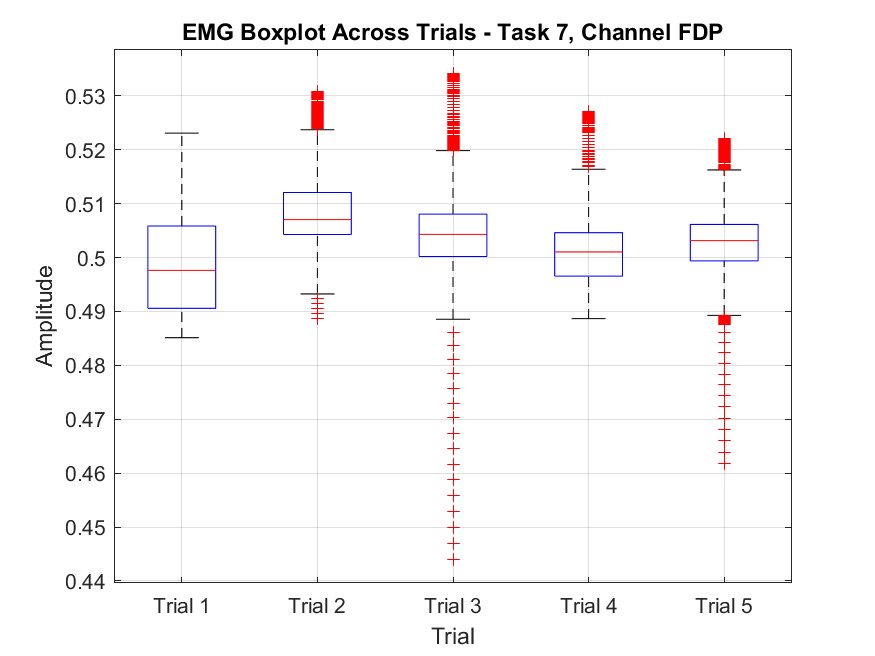 EMG Boxplot Across Trials - Task 7, Channel FDP
Amplitude
0.53
0.52
0.51
0.5
0.49
0.48
0.47
0.46
0.45
0.44
Trial 1 Trial 2 Trial 3 Trial 4 Trial 5
Trial